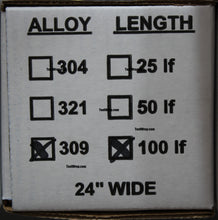 ALLOY LENGTH
304 25 lf
321 50 lf
309 100 lf
24" WIDE